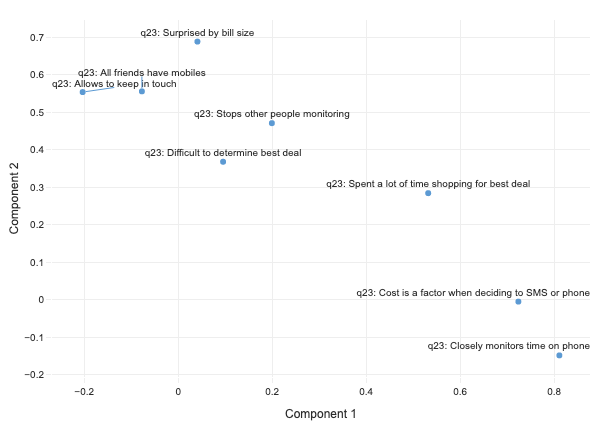 q23: Surprised by bill size
q23: All friends have mobiles
q23: Allows to keep in touch
q23: Stops other people monitoring
q23: Difficult to determine best deal
q23: Spent a lot of time shopping for best deal
q23: Cost is a factor when deciding to SMS or phone
q23: Closely monitors time on phone
0.7
0.6
0.5
0.4
0.3
0.2
0.1
0
−0.1
−0.2
Component 2
−0.2
0
0.2
0.4
0.6
0.8
Component 1